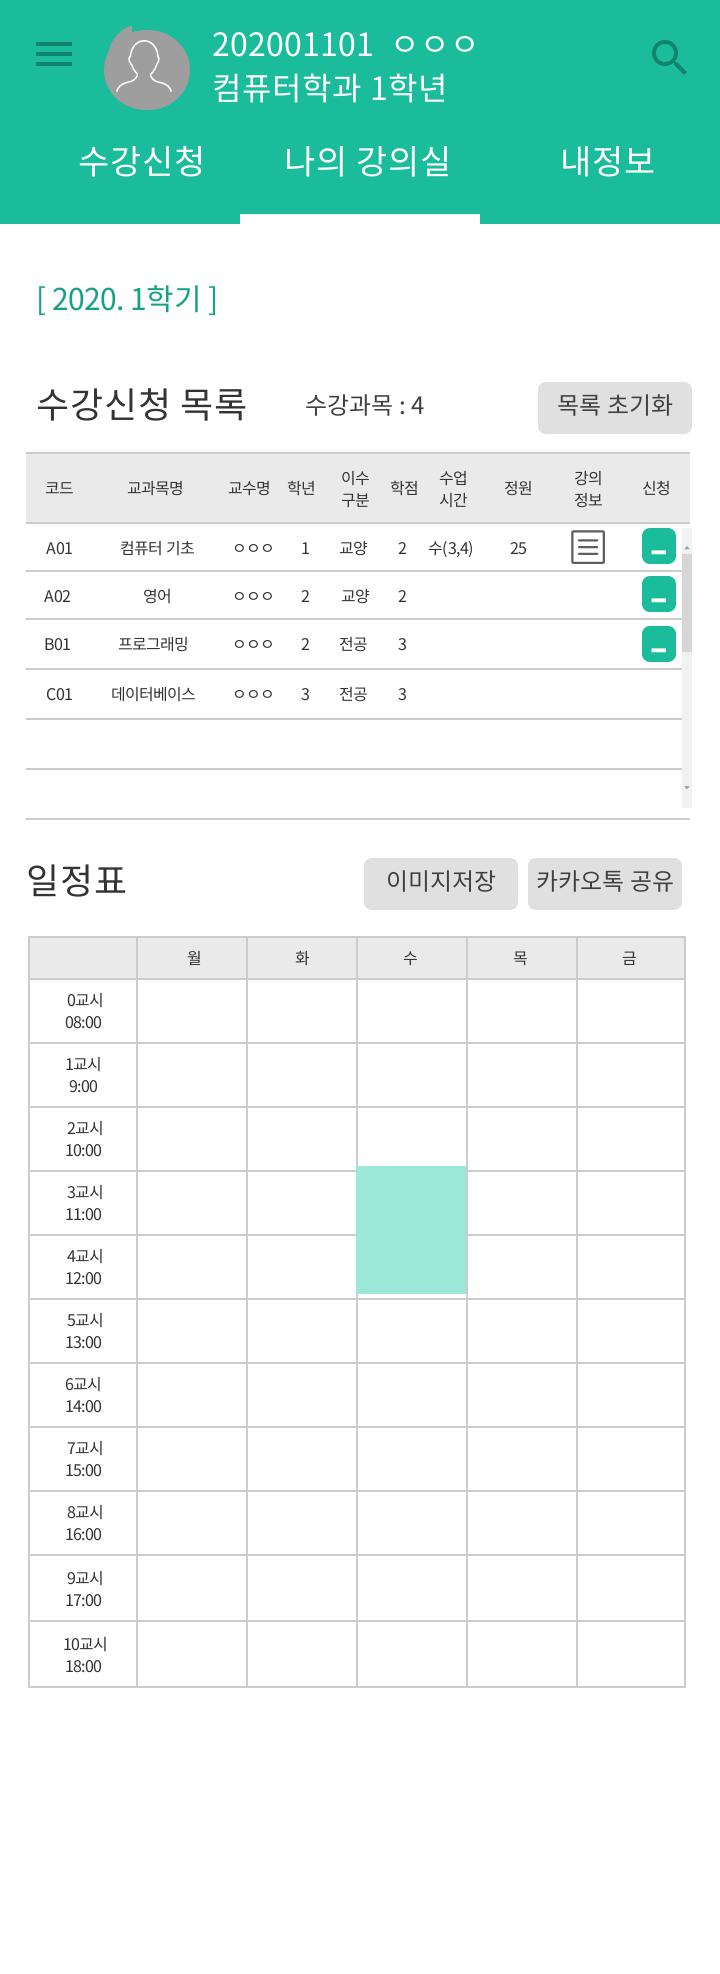 202001101 ㅇㅇㅇ
컴퓨터학과 1학년
수강신청 나의 강의실 내정보
[ 2020. 1학기 ]
수강신청 목록 수강과목 : 4 목록 초기화
코드 교과목명 교수명 학년 이수 구분 학점 수업 시간 정원 강의 정보 신청
A01 컴퓨터 기초 ㅇㅇㅇ 1 교양 2 수(3,4) 25
A02 영어 ㅇㅇㅇ 2 교양 2
B01 프로그래밍 ㅇㅇㅇ 2 전공 3
C01 데이터베이스 ㅇㅇㅇ 3 전공 3
일정표 이미지저장 카카오톡 공유
월 화 수 목 금
0교시
08:00
1교시
9:00
2교시
10:00
3교시
11:00
4교시
12:00
5교시
13:00
6교시
14:00
7교시
15:00
8교시
16:00
9교시
17:00
10교시
18:00